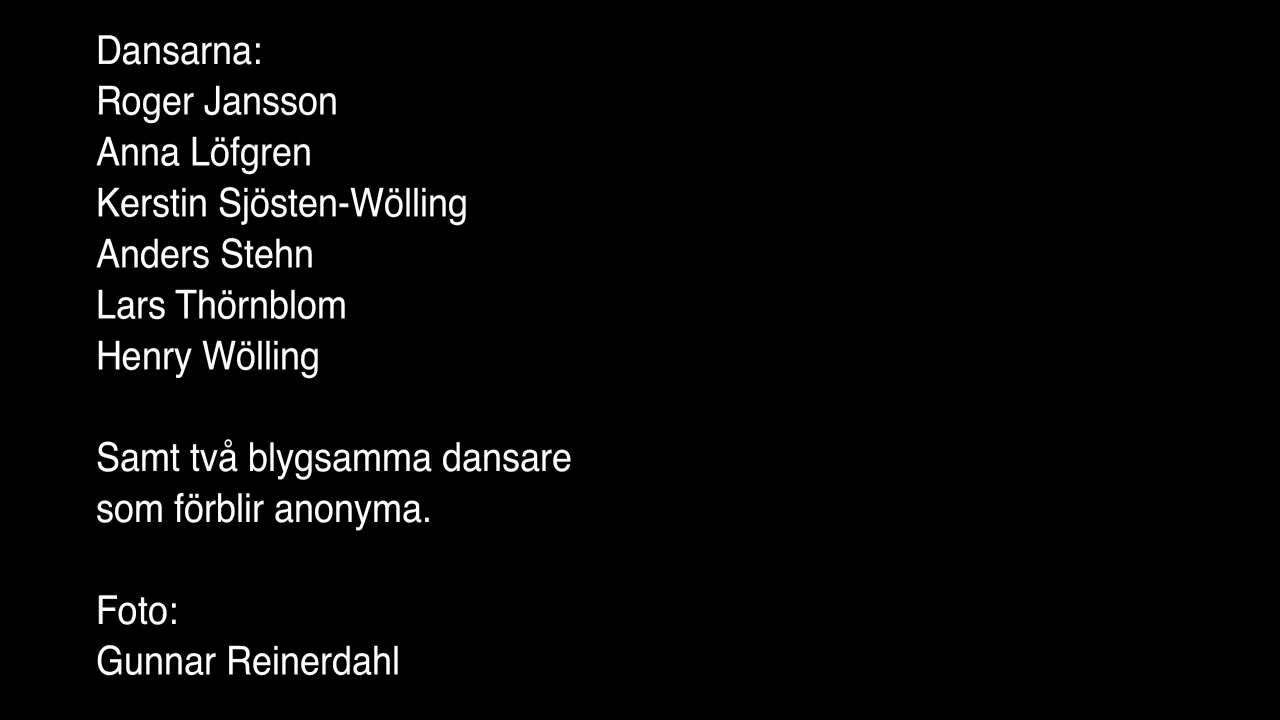 Dansarna:
Roger Jansson
Anna Löfgren
Kerstin Sjösten-Wölling
Anders Stehn
Lars Thörnblom
Henry Wölling
Samt två blygsamma dansare
som förblir anonyma.
Foto:
Gunnar Reinerdahl